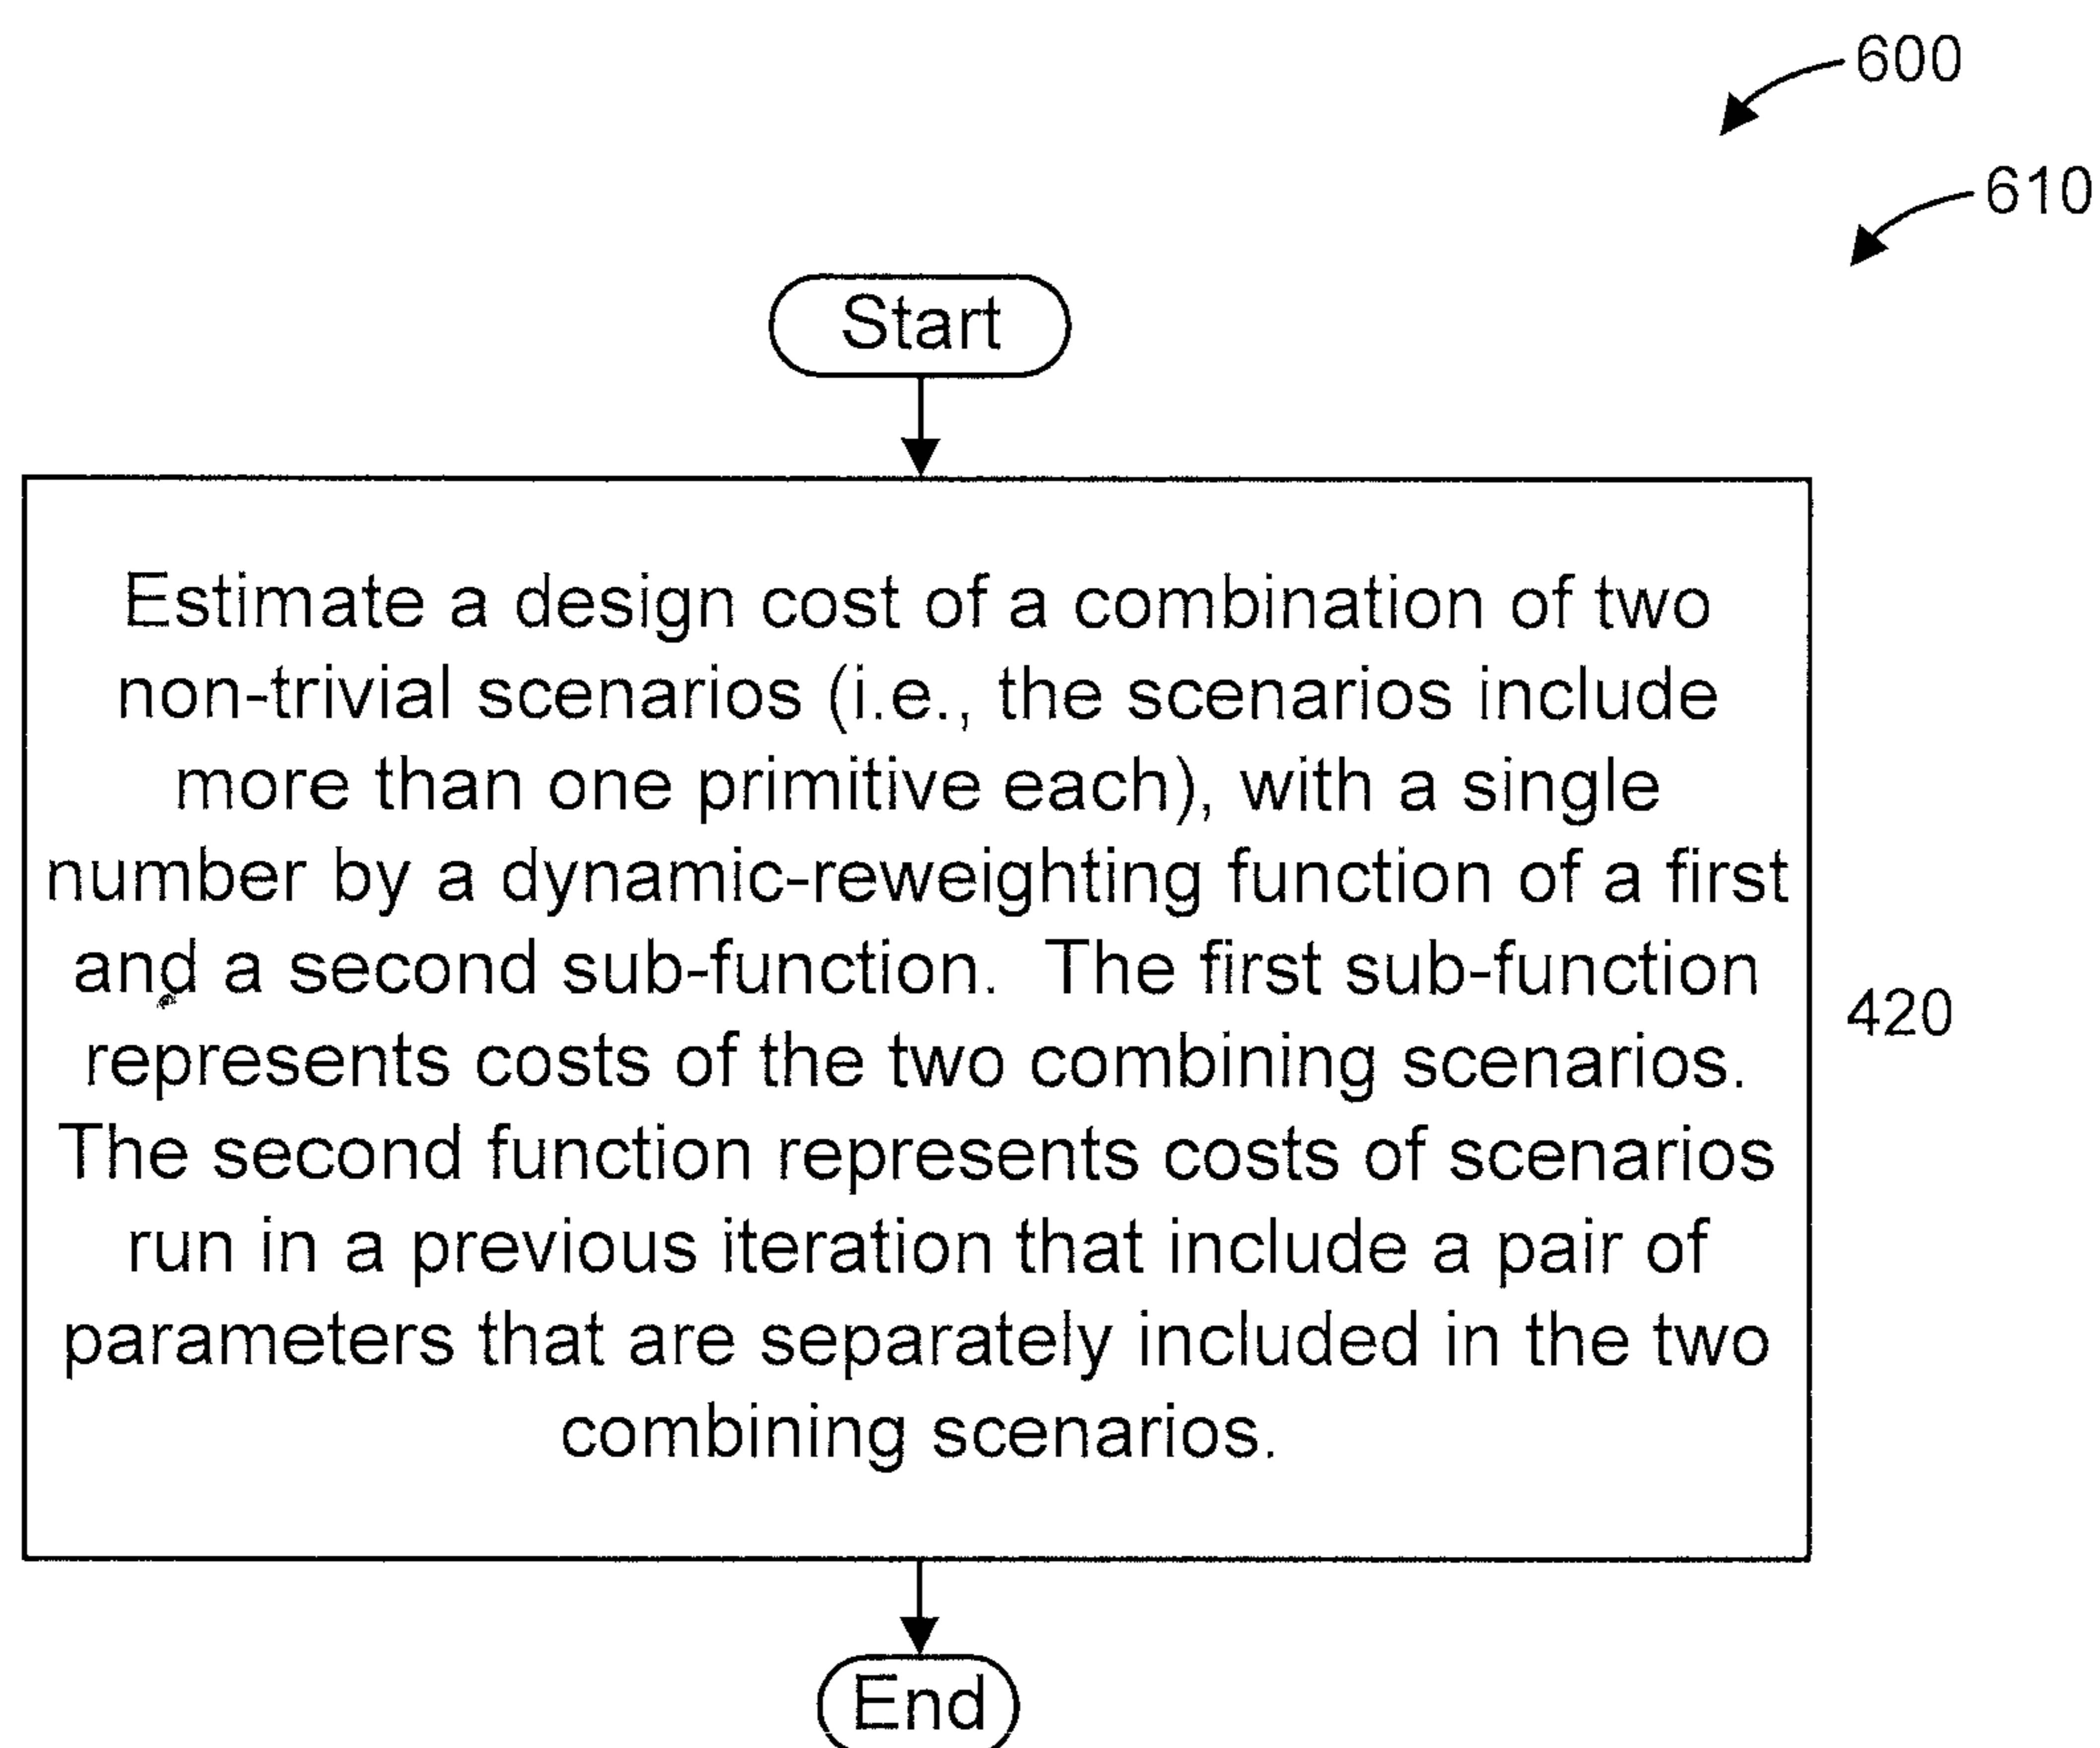 600
610
Start
Estimate a design cost of a combination of two
non-trivial scenarios (i.e., the scenarios include
more than one primitive each), with a single
number by a dynamic-reweighting function of a first
and a second sub-function.  The first sub-function
represents costs of the two combining scenarios.
The second function represents costs of scenarios
run in a previous iteration that include a pair of
parameters that are separately included in the two
combining scenarios.
420
End